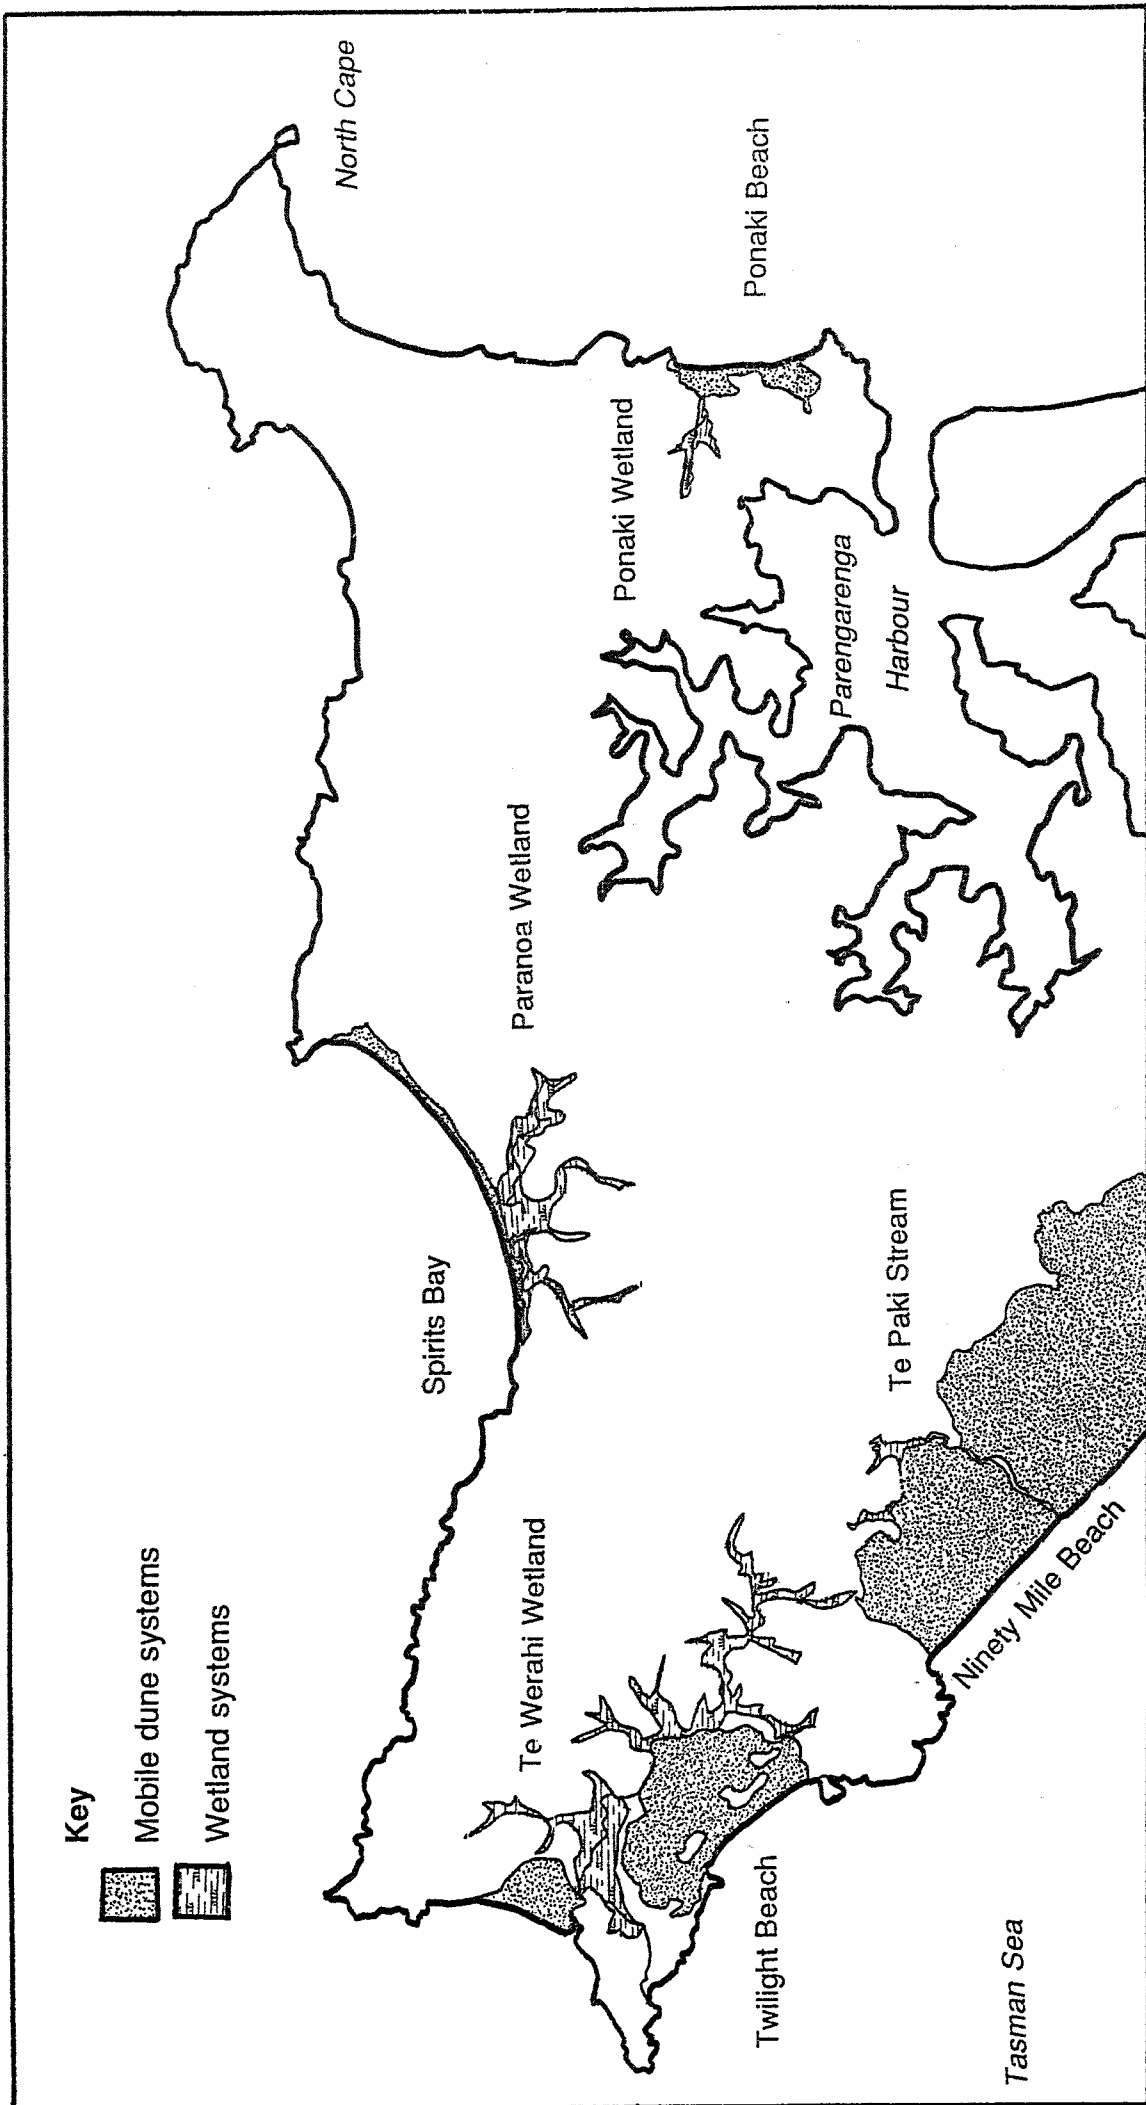 Key
Mobile dune systems
Wetland systems
North Cape
Spirits Bay
Te Werahi Wetland
Paranoa Wetland
Ponaki Wetland
Ponaki Beach
Parengarenga
Harbour
Twilight Beach
Te Paki Stream
Ninety Mile Beach
Tasman Sea